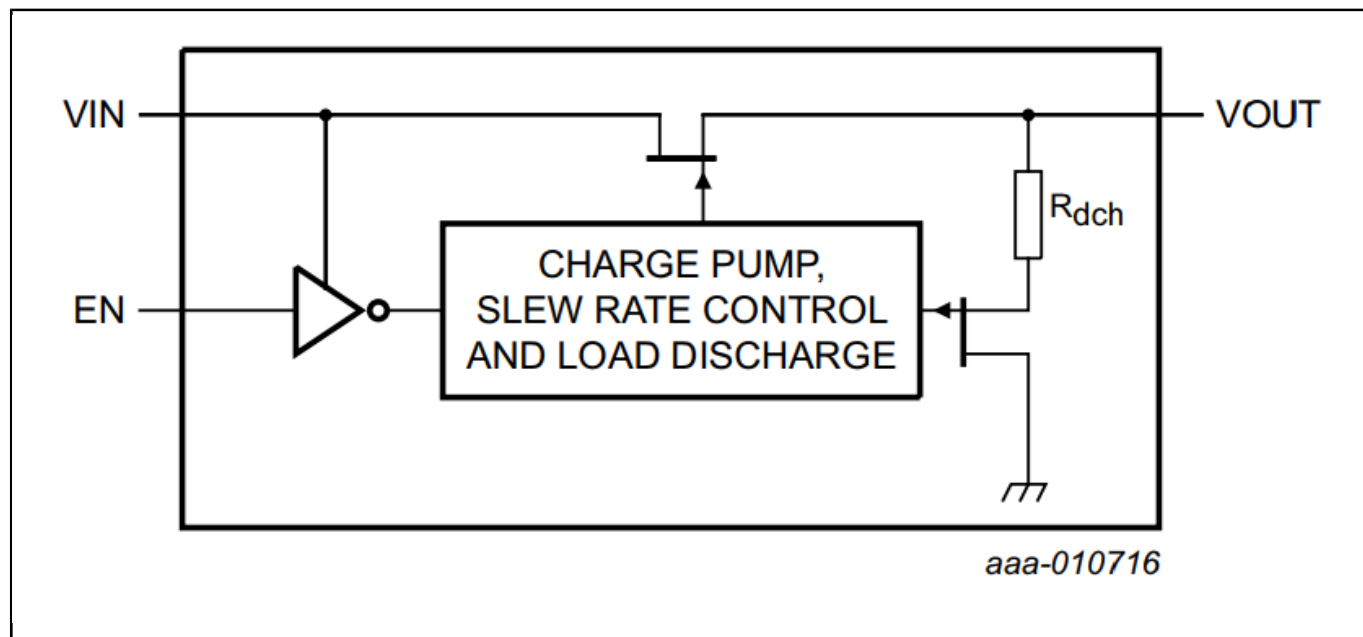 VIN
VOUT
Rdch
EN
CHARGE PUMP,
SLEW RATE CONTROL
AND LOAD DISCHARGE
aaa-010716